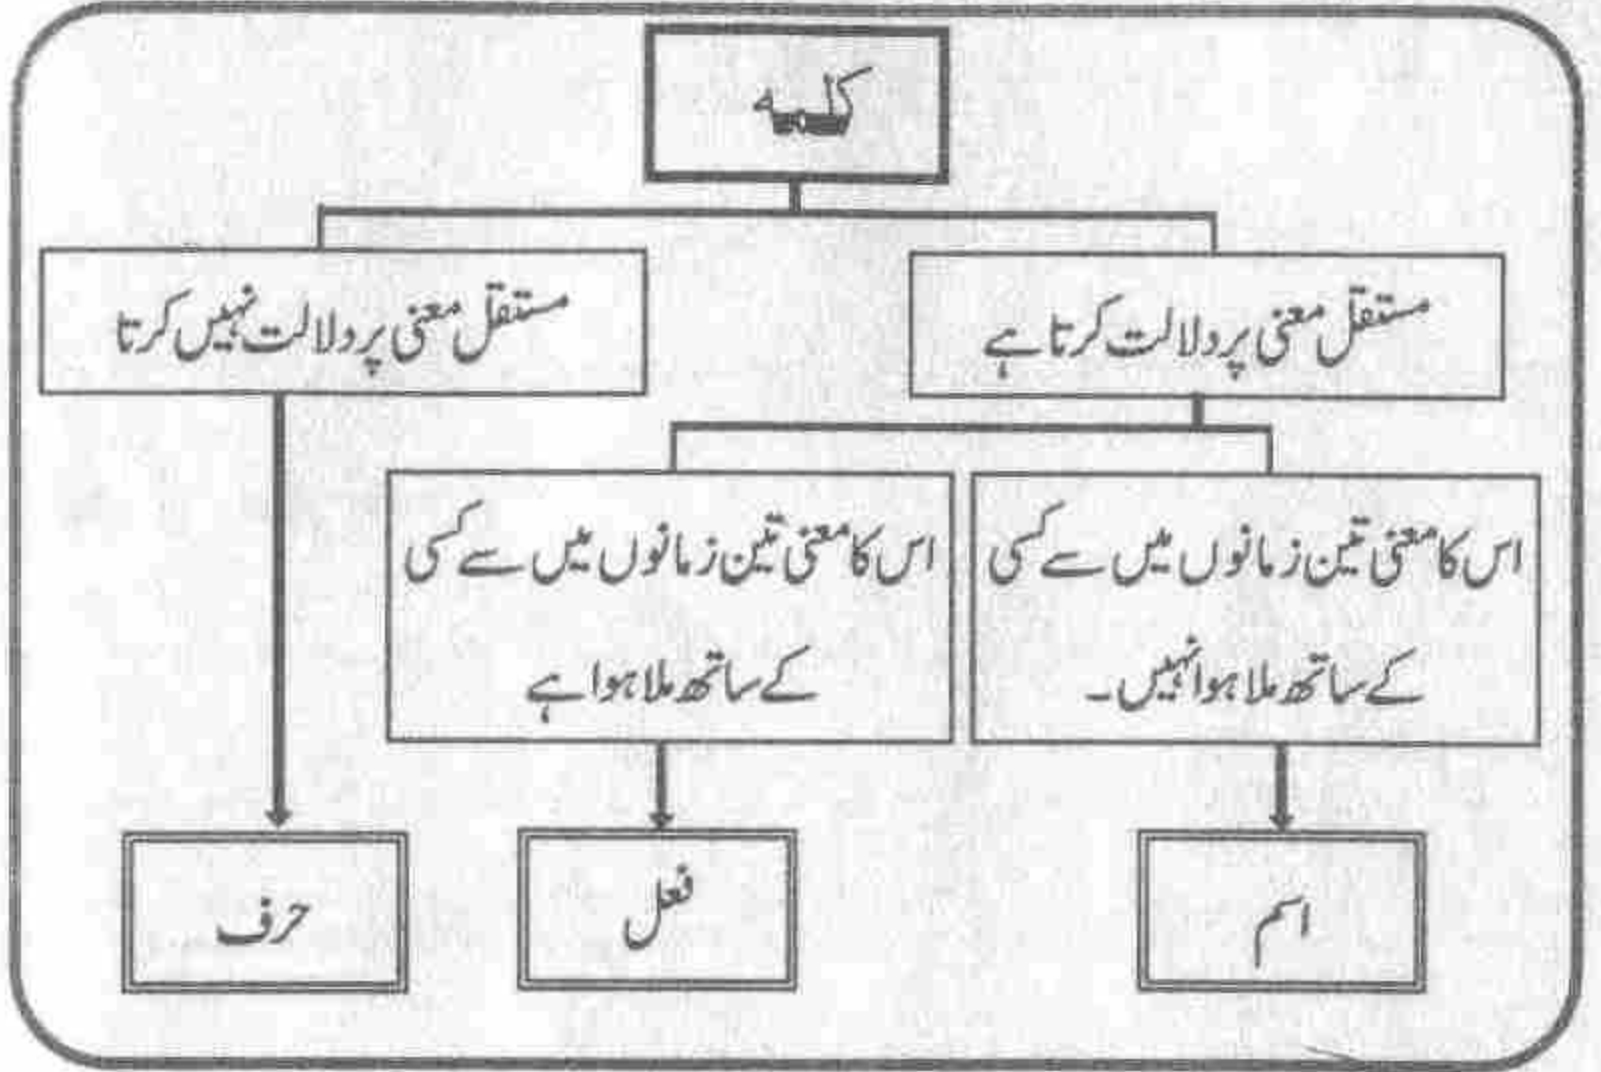 کلمہ
مستقل معنی پر دلالت کرتا ہے
مستقل معنی پر دلالت نہیں کرتا
اس کا معنی تین زمانوں میں سے کسی
کے ساتھ ملا ہوا نہیں۔
اس کا معنی تین زمانوں میں سے کسی
کے ساتھ ملا ہوا ہے
اسم
فعل
حرف